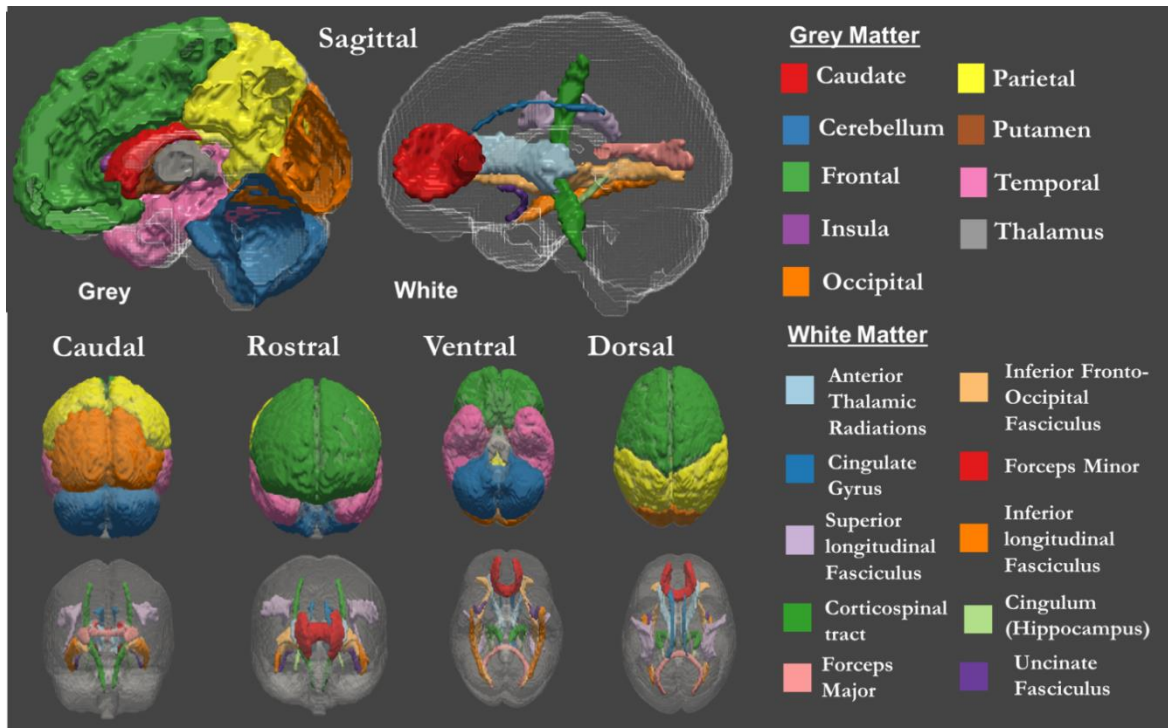 Sagittal
Grey
White
Caudal
Rostral
Ventral
Dorsal
Grey Matter
Caudate
Cerebellum
Frontal
Insula
Occipital
Parietal
Putamen
Temporal
Thalamus
White Matter
Anterior
Thalamic
Radiations
Cingulate
Gyrus
Superior
longitudinal
Fasciculus
Corticospinal
tract
Forceps
Major
Inferior Fronto-
Occipital
Fasciculus
Forceps Minor
Inferior
longitudinal
Fasciculus
Cingulum
(Hippocampus)
Uncinate
Fasciculus